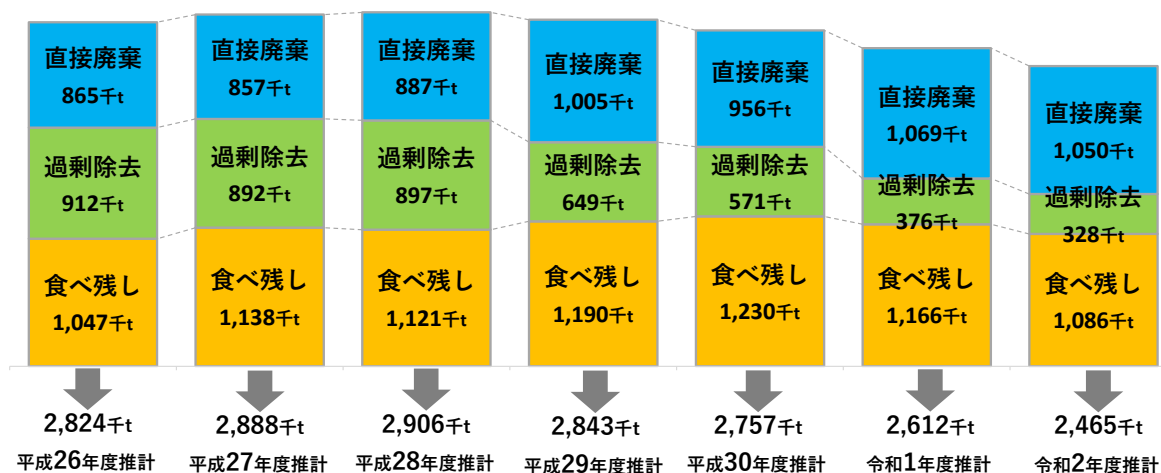 直接廃棄
865千t
過剰除去
912千t
食べ残し
1,047千t
2,824千t
平成26年度推計
直接廃棄
857千t
過剰除去
892千t
食べ残し
1,138千t
2,888千t
平成27年度推計
直接廃棄
887千t
過剰除去
897千t
食べ残し
1,121千t
2,906千t
平成28年度推計
直接廃棄
1,005千t
過剰除去
649千t
食べ残し
1,190千t
2,843千t
平成29年度推計
直接廃棄
956千t
過剰除去
571千t
食べ残し
1,230千t
2,757千t
平成30年度推計
直接廃棄
1,069千t
過剰除去
376千t
食べ残し
1,166千t
2,612千t
令和1年度推計
直接廃棄
1,050千t
過剰除去
328千t
食べ残し
1,086千t
2,465千t
令和2年度推計